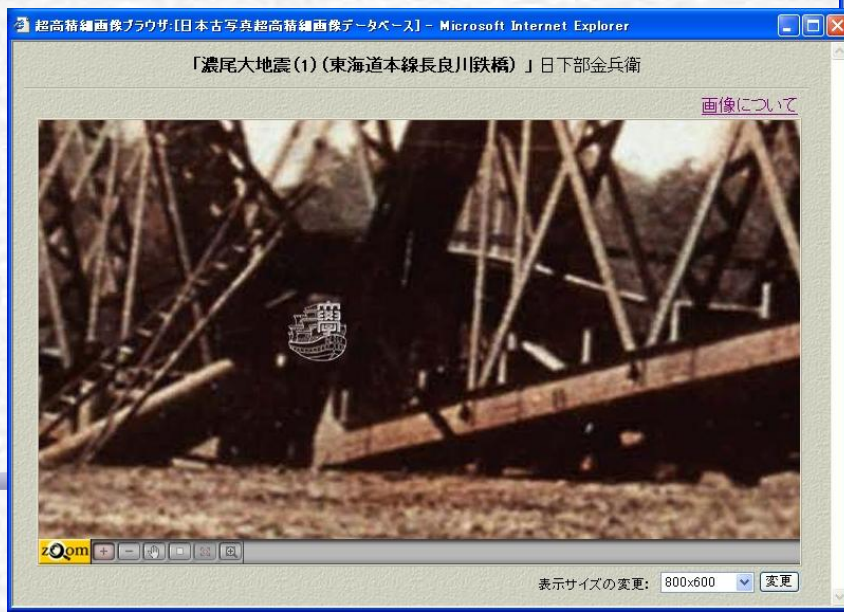 超高精細画像ブラウザ:[日本古写真超高精細画像データベース] - Microsoft Internet Explorer
「濃尾大地震(1)(東海道本線長良川鉄橋) 」日下部金兵衛
画像について
zoom
表示サイズの変更: 800x600 変更